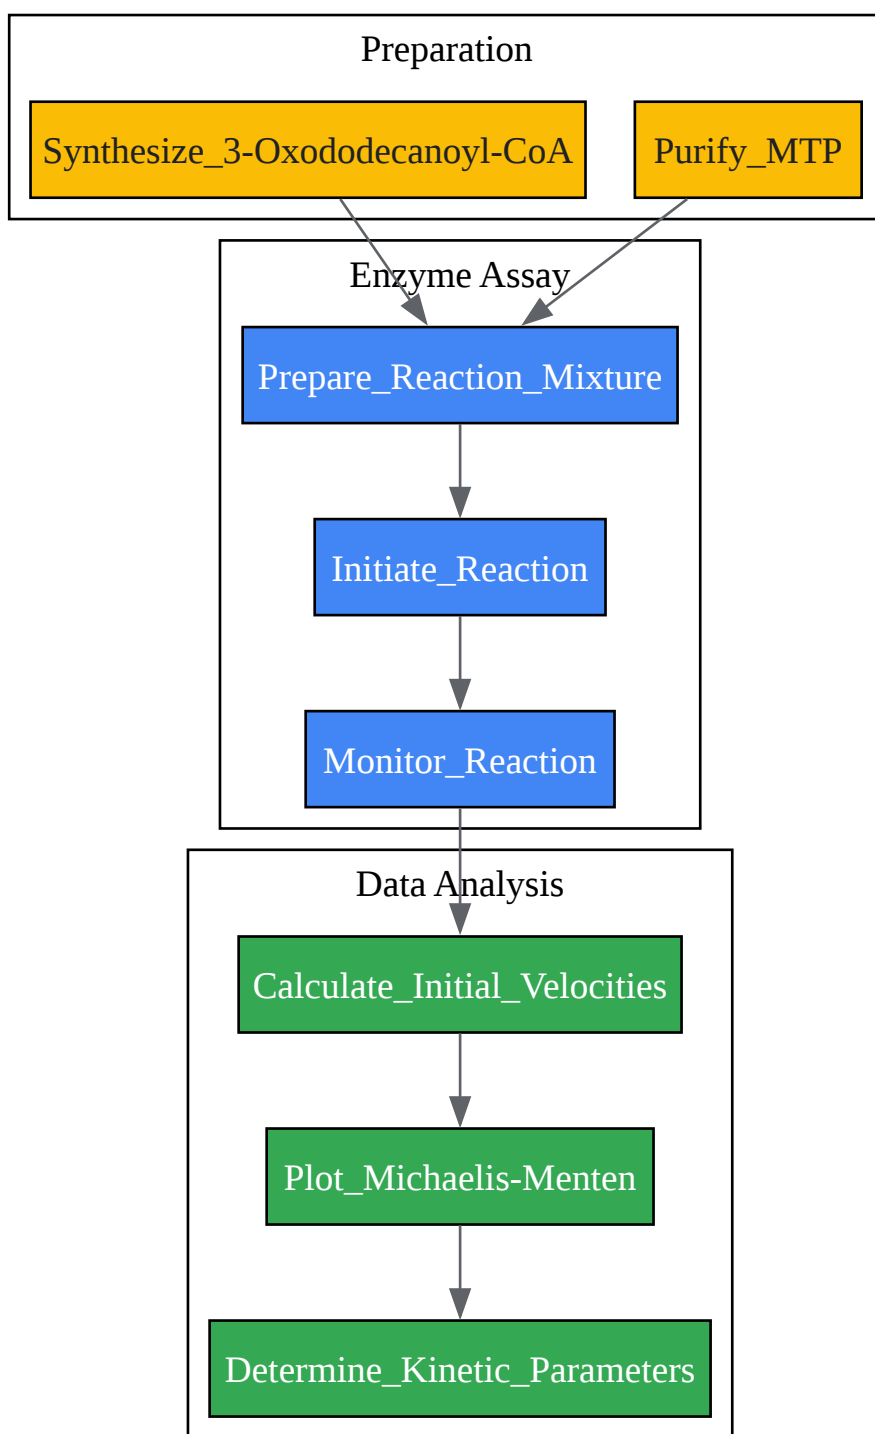 Preparation
Synthesize_3-Oxododecanoyl-CoA
Purify_MTP
Enzyme Assay
Prepare_Reaction_Mixture
Initiate_Reaction
Monitor_Reaction
Data Analysis
Calculate_Initial_Velocities
Plot_Michaelis-Menten
Determine_Kinetic_Parameters